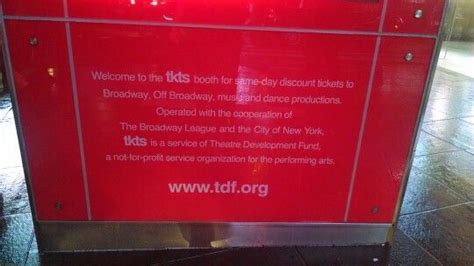 Welcome to the tkts booth for same-day discount tickets to
Broadway, Off Broadway, music and dance productions.
Operated with the cooperation of
The Broadway League and the City of New York,
tkts is a service of Theatre Development Fund,
a not-for-profit service organization for the performing arts.
www.tdf.org